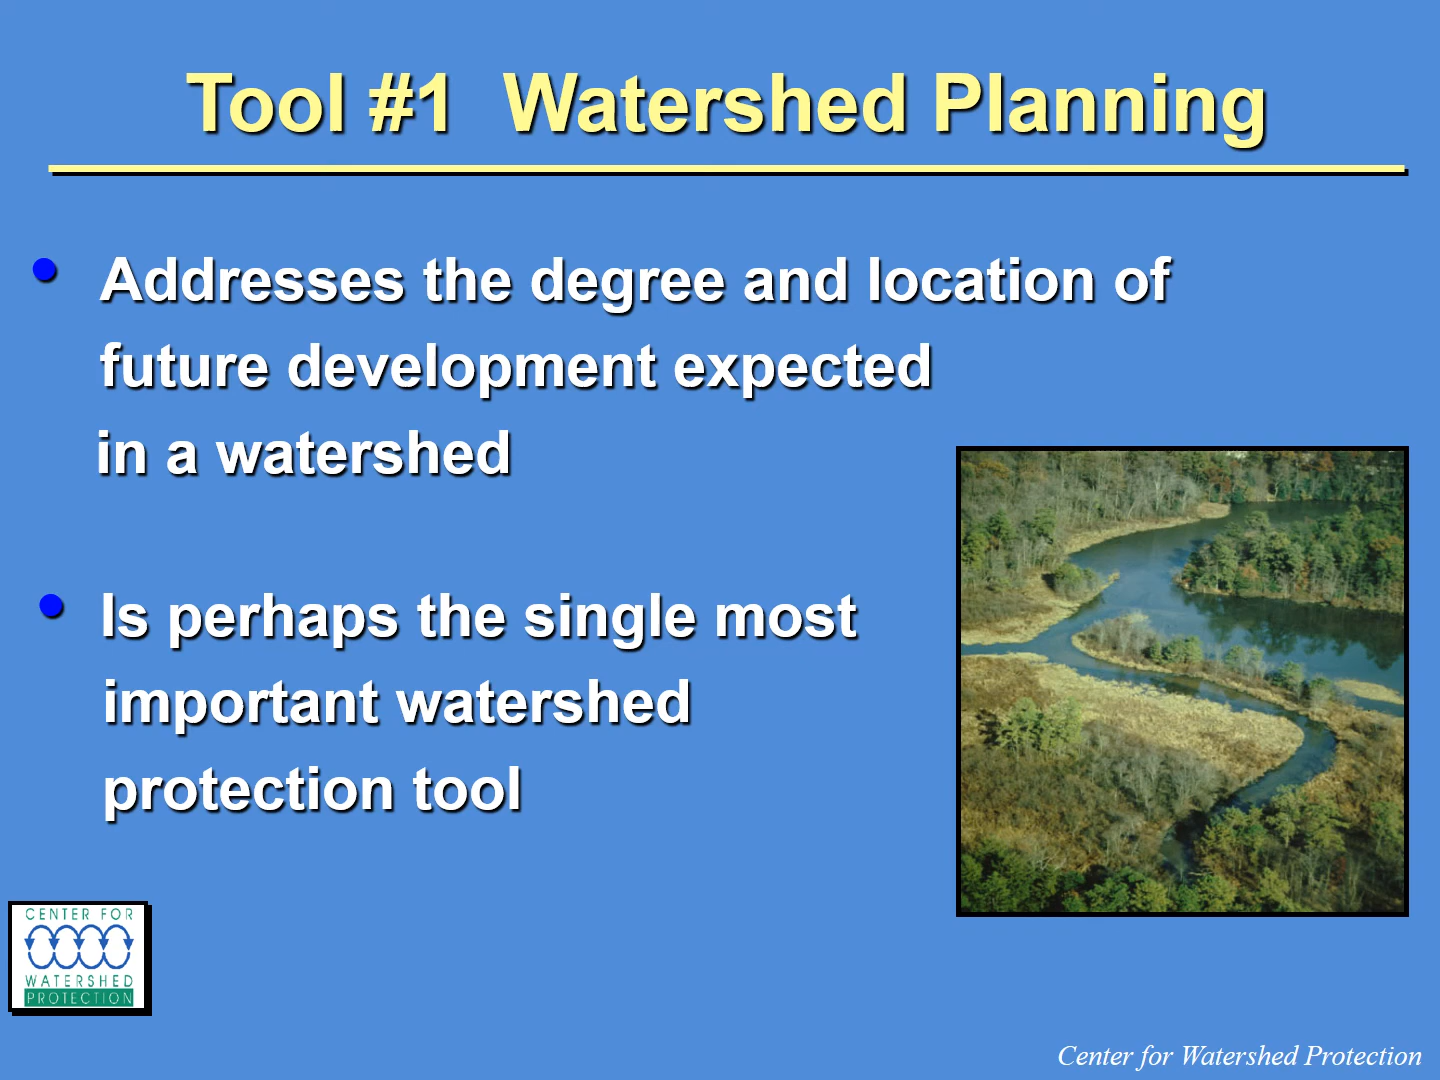 Tool #1 Watershed Planning
• Addresses the degree and location of
future development expected
in a watershed
• Is perhaps the single most
important watershed
protection tool
CENTER FOR
WATERSHED
PROTECTION
Center for Watershed Protection